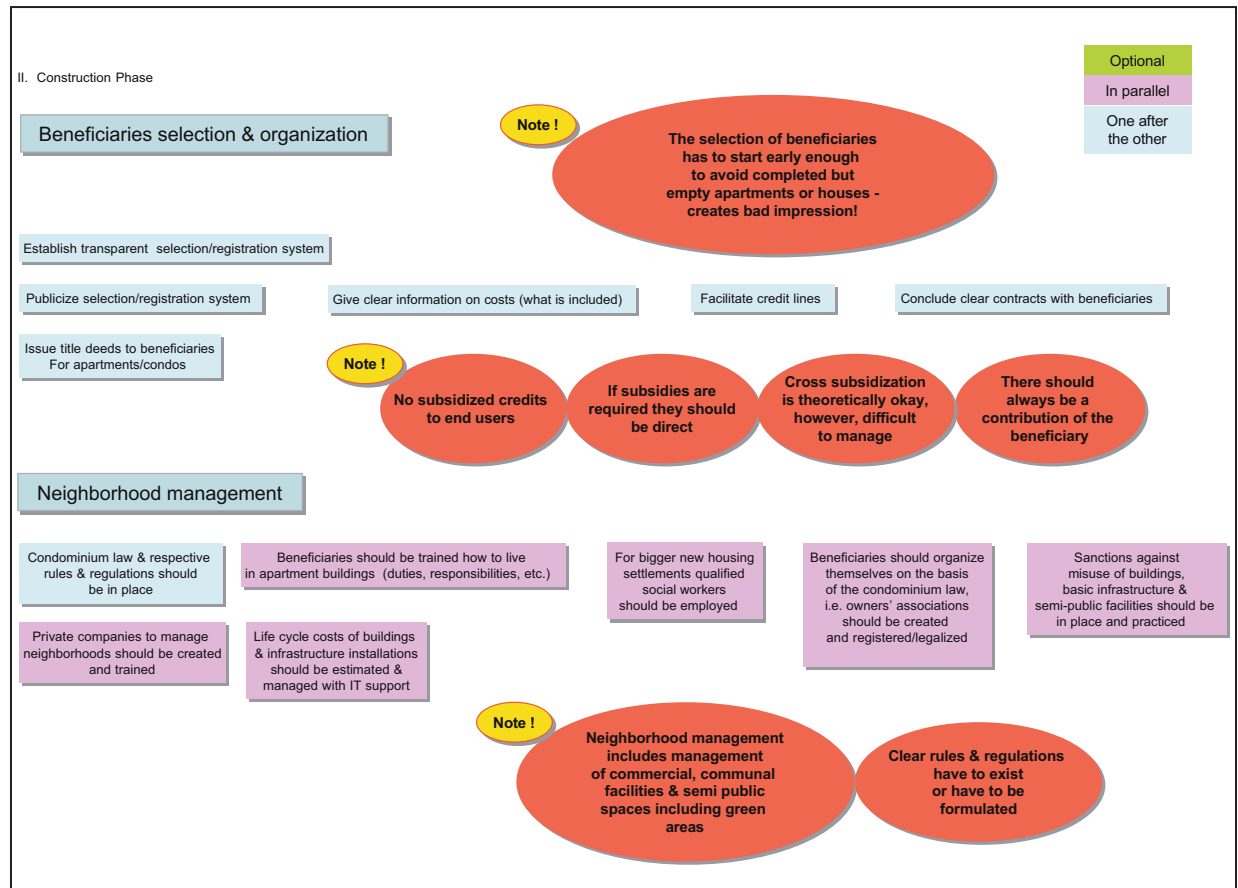 II. Construction Phase
Optional
In parallel
One after
the other
Beneficiaries selection & organization
Note !
The selection of beneficiaries
has to start early enough
to avoid completed but
empty apartments or houses -
creates bad impression!
Establish transparent selection/registration system
Publicize selection/registration system
Give clear information on costs (what is included)
Facilitate credit lines
Conclude clear contracts with beneficiaries
Issue title deeds to beneficiaries
For apartments/condos
Note !
No subsidized credits
to end users
If subsidies are
required they should
be direct
Cross subsidization
is theoretically okay,
however, difficult
to manage
There should
always be a
contribution of the
beneficiary
Neighborhood management
Condominium law & respective
rules & regulations should
be in place
Beneficiaries should be trained how to live
in apartment buildings (duties, responsibilities, etc.)
For bigger new housing
settlements qualified
social workers
should be employed
Beneficiaries should organize
themselves on the basis
of the condominium law,
i.e. owners’ associations
should be created
and registered/legalized
Sanctions against
misuse of buildings,
basic infrastructure &
semi-public facilities should be
in place and practiced
Private companies to manage
neighborhoods should be created
and trained
Life cycle costs of buildings
& infrastructure installations
should be estimated &
managed with IT support
Note !
Neighborhood management
includes management
of commercial, communal
facilities & semi public
spaces including green
areas
Clear rules & regulations
have to exist
or have to be
formulated